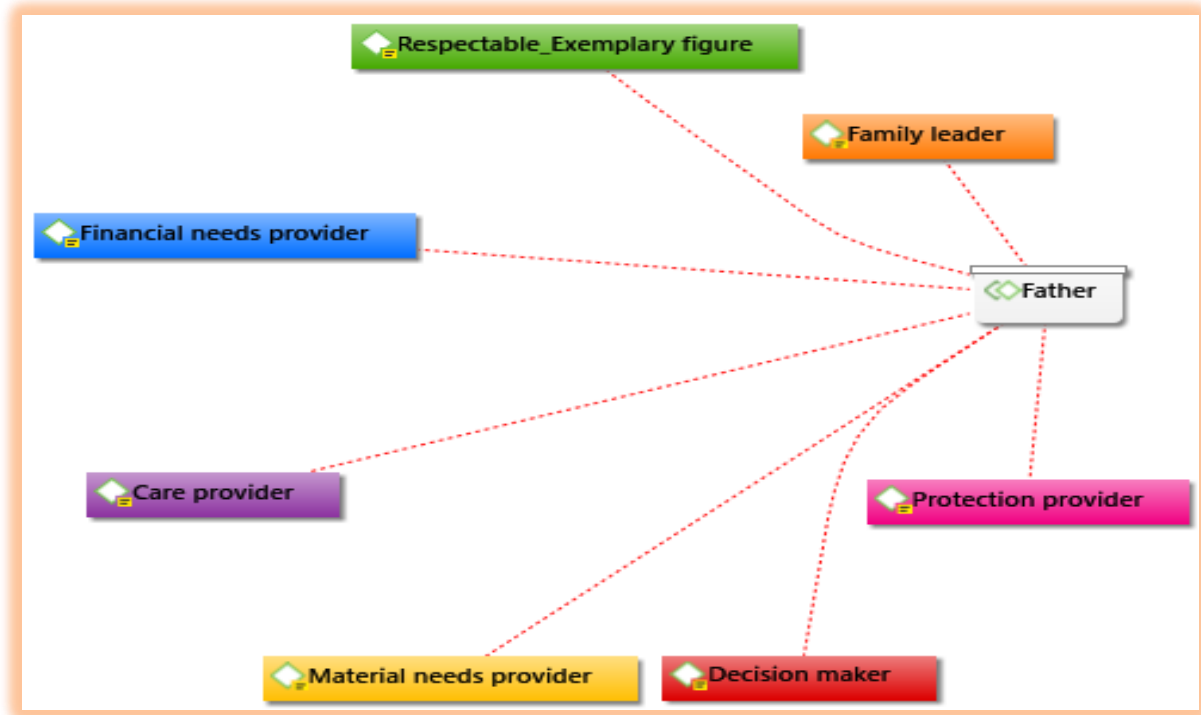 Respectable_Exemplary figure
Family leader
Financial needs provider
Father
Care provider
Protection provider
Material needs provider
Decision maker